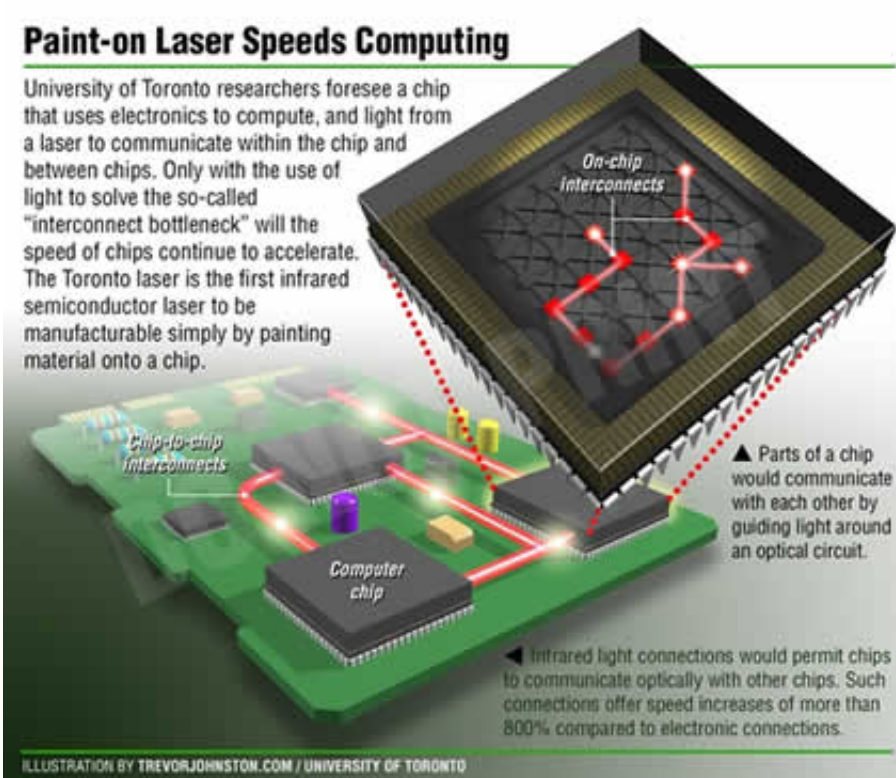 Paint-on Laser Speeds Computing
University of Toronto researchers foresee a chip
that uses electronics to compute, and light from
a laser to communicate within the chip and
between chips. Only with the use of
light to solve the so-called
“interconnect bottleneck” will the
speed of chips continue to accelerate.
The Toronto laser is the first infrared
semiconductor laser to be
manufacturable simply by painting
material onto a chip.
On-chip
interconnects
Chip-to-chip
interconnects
Computer
chip
▲ Parts of a chip
would communicate
with each other by
guiding light around
an optical circuit.
◀ Infrared light connections would permit chips
to communicate optically with other chips. Such
connections offer speed increases of more than
800% compared to electronic connections.
ILLUSTRATION BY TREVORJOHNSTON.COM / UNIVERSITY OF TORONTO